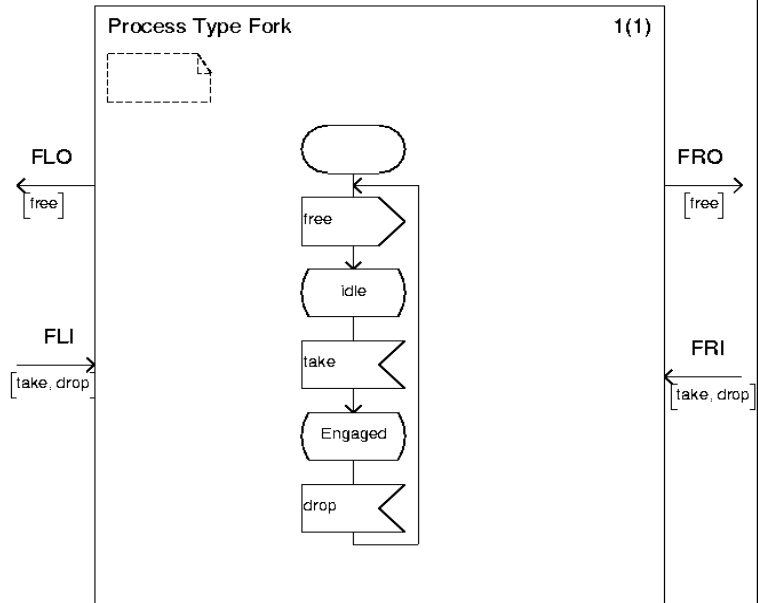 Process Type Fork 1(1)
FLO
[free]
FRO
[free]
free
idle
FLI
[take, drop]
take
FRI
[take, drop]
Engaged
drop